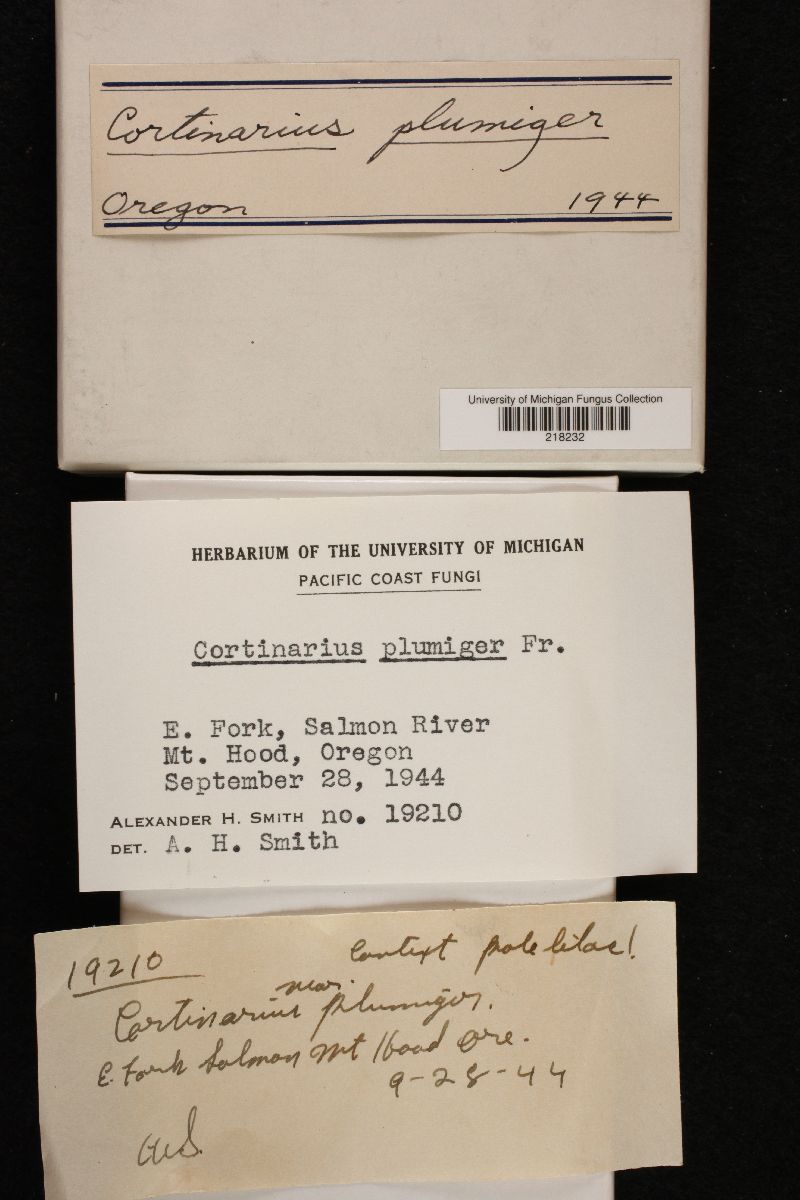 Cortinarius plumiger
Oregon 1944
University of Michigan Fungus Collection
218232
HERBARIUM OF THE UNIVERSITY OF MICHIGAN
PACIFIC COAST FUNGI
Cortinarius plumiger Fr.
E. Fork, Salmon River
Mt. Hood, Oregon
September 28, 1944
ALEXANDER H. SMITH no. 19210
DET. A. H. Smith
19210 Context pale lilac!
near.
Cortinarius plumiger.
E. Fork Salmon Mt Hood Ore.
9-28-44
AHS.